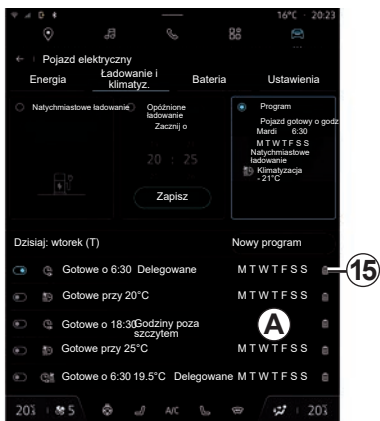 16°C · 20:23
← Pojazd elektryczny
Energia
Ładowanie i
klimatyz.
Bateria
Ustawienia
Natychmiastowe ładowanie
Opóźnione
ładowanie
Zacznij o
20 : 25
Zapisz
Program
Pojazd gotowy o godz
Mardi 6:30
M T W T F S S
Natychmiastowe
ładowanie
Klimatyzacja
- 21°C
Dzisiaj: wtorek (T)
Nowy program
Gotowe o 6:30 Delegowane M T W T F S S
15
Gotowe przy 20°C M T W T F S S
Gotowe o 18:30 Godziny poza
szczytem
A
Gotowe przy 25°C M T W T F S S
Gotowe o 6:30 19.5°C Delegowane M T W T F S S
5
A/C